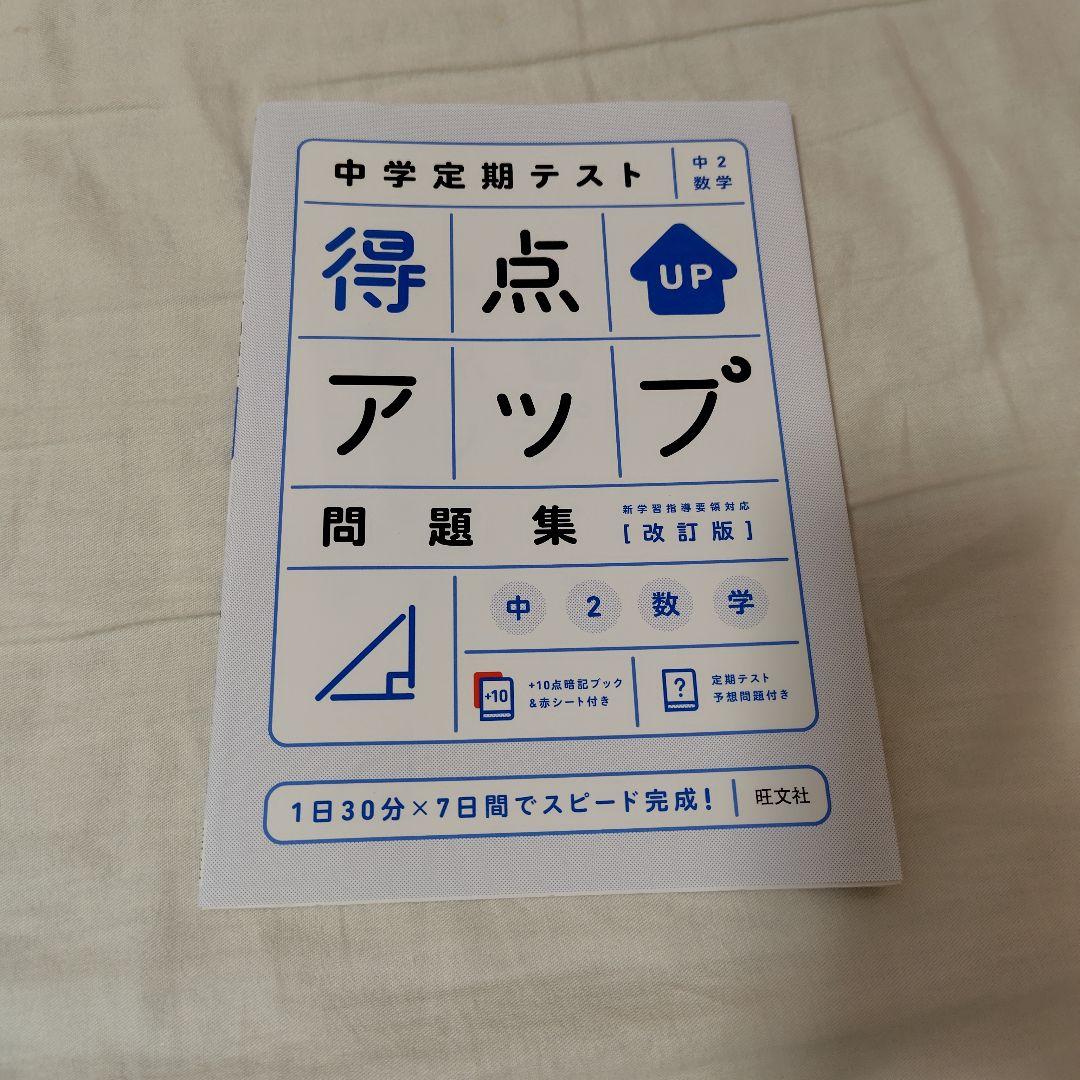 中学定期テスト
中2
数学
得点
UP
アップ
問題集
新学習指導要領対応
[改訂版]
中2数学
+10
+10点暗記ブック
&赤シート付き
?
定期テスト
予想問題付き
1日30分×7日間でスピード完成!
旺文社